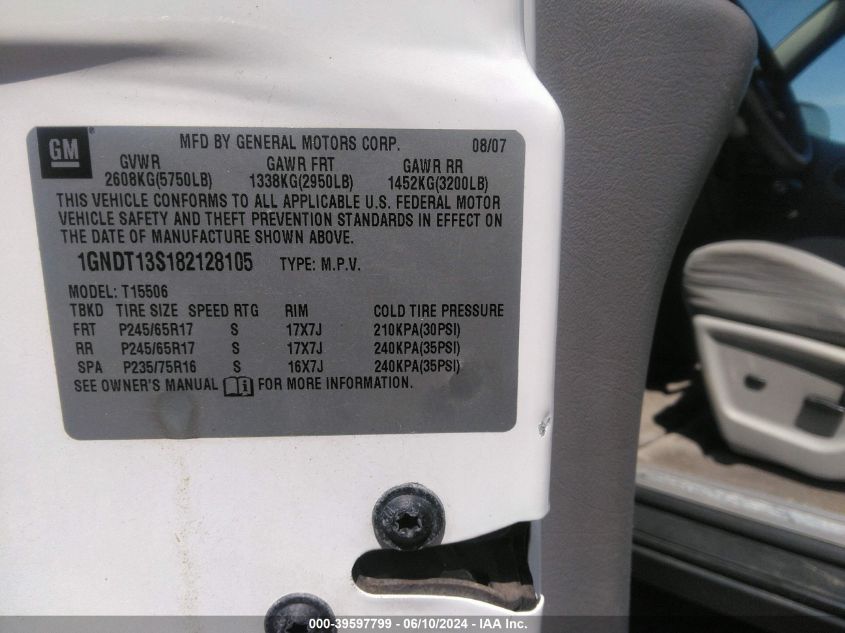 GM ® MFD BY GENERAL MOTORS CORP. 08/07
GVWR GAWR FRT GAWR RR
2608KG(5750LB) 1338KG(2950LB) 1452KG(3200LB)
THIS VEHICLE CONFORMS TO ALL APPLICABLE U.S. FEDERAL MOTOR
VEHICLE SAFETY AND THEFT PREVENTION STANDARDS IN EFFECT ON
THE DATE OF MANUFACTURE SHOWN ABOVE.
1GNDT13S182128105 TYPE: M.P.V.
MODEL: T15506
TBKD TIRE SIZE SPEED RTG RIM COLD TIRE PRESSURE
FRT P245/65R17 S 17X7J 210KPA(30PSI)
RR P245/65R17 S 17X7J 240KPA(35PSI)
SPA P235/75R16 S 16X7J 240KPA(35PSI)
SEE OWNER'S MANUAL FOR MORE INFORMATION.
000-39597799 - 06/10/2024 - IAA Inc.